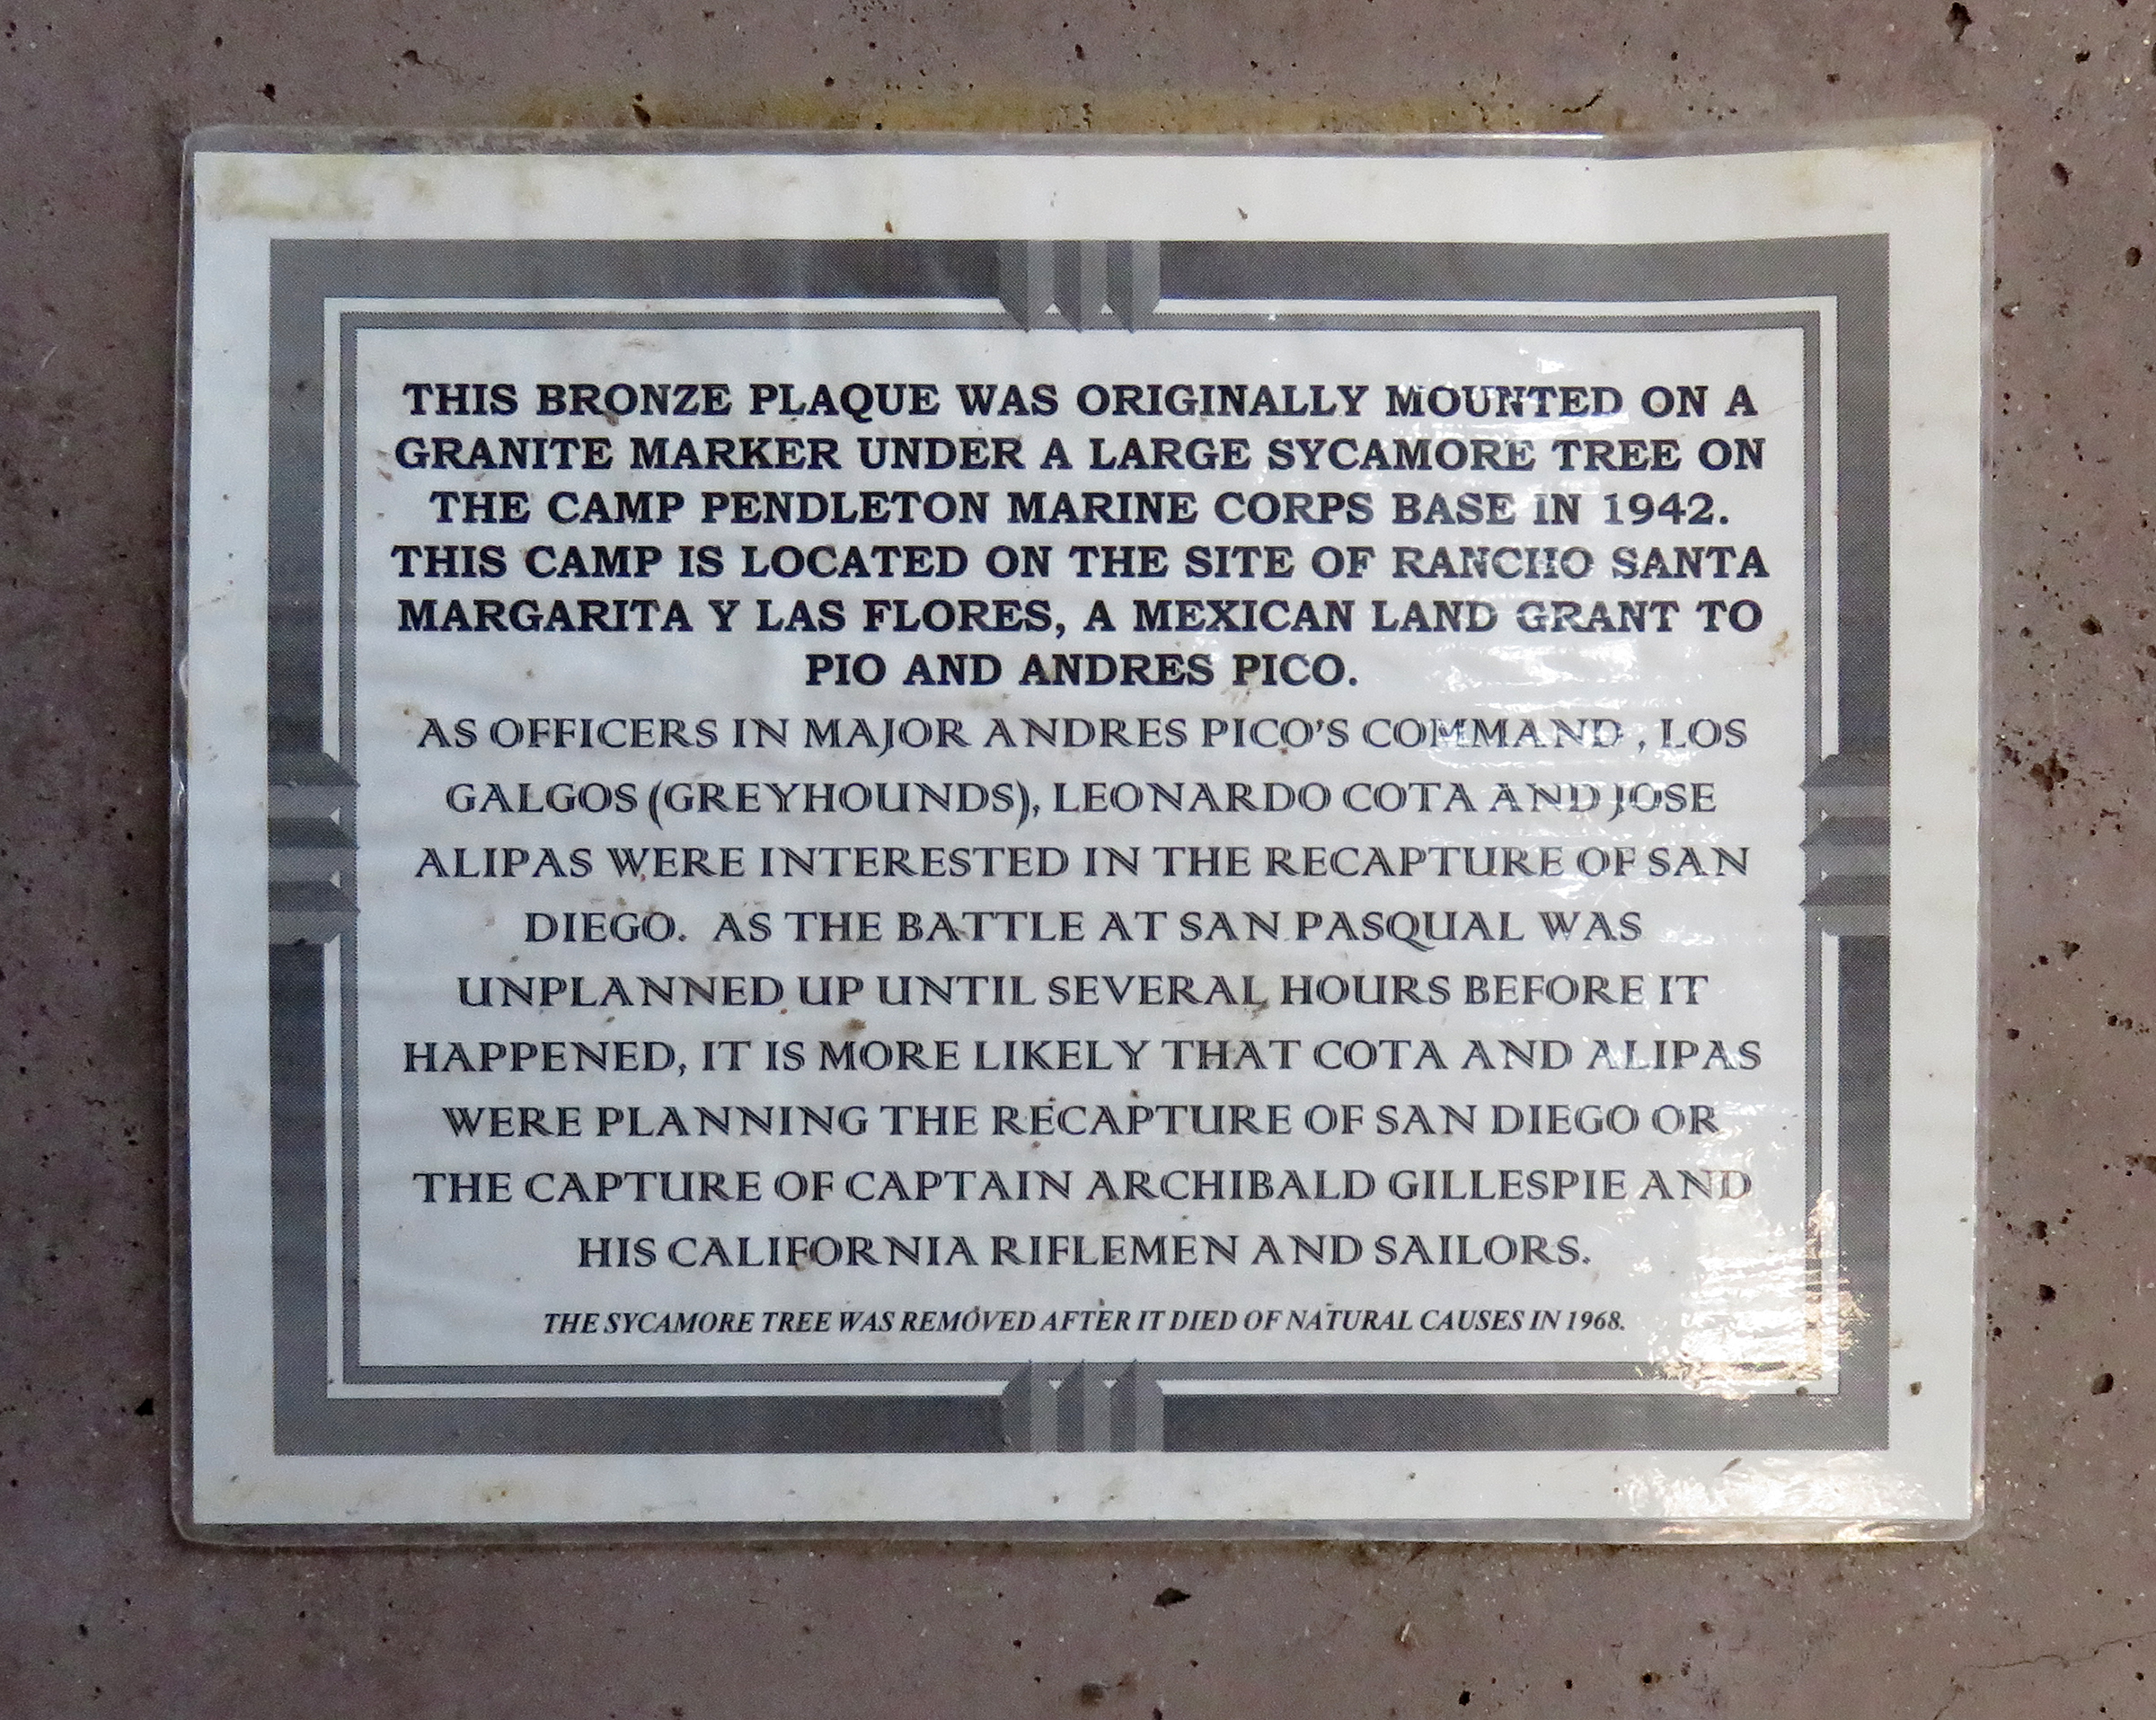 THIS BRONZE PLAQUE WAS ORIGINALLY MOUNTED ON A
GRANITE MARKER UNDER A LARGE SYCAMORE TREE ON
THE CAMP PENDLETON MARINE CORPS BASE IN 1942.
THIS CAMP IS LOCATED ON THE SITE OF RANCHO SANTA
MARGARITA Y LAS FLORES, A MEXICAN LAND GRANT TO
PIO AND ANDRES PICO.
AS OFFICERS IN MAJOR ANDRES PICO'S COMMAND , LOS
GALGOS (GREYHOUNDS), LEONARDO COTA AND JOSE
ALIPAS WERE INTERESTED IN THE RECAPTURE OF SAN
DIEGO. AS THE BATTLE AT SAN PASQUAL WAS
UNPLANNED UP UNTIL SEVERAL HOURS BEFORE IT
HAPPENED, IT IS MORE LIKELY THAT COTA AND ALIPAS
WERE PLANNING THE RECAPTURE OF SAN DIEGO OR
THE CAPTURE OF CAPTAIN ARCHIBALD GILLESPIE AND
HIS CALIFORNIA RIFLEMEN AND SAILORS.
THE SYCAMORE TREE WAS REMOVED AFTER IT DIED OF NATURAL CAUSES IN 1968.